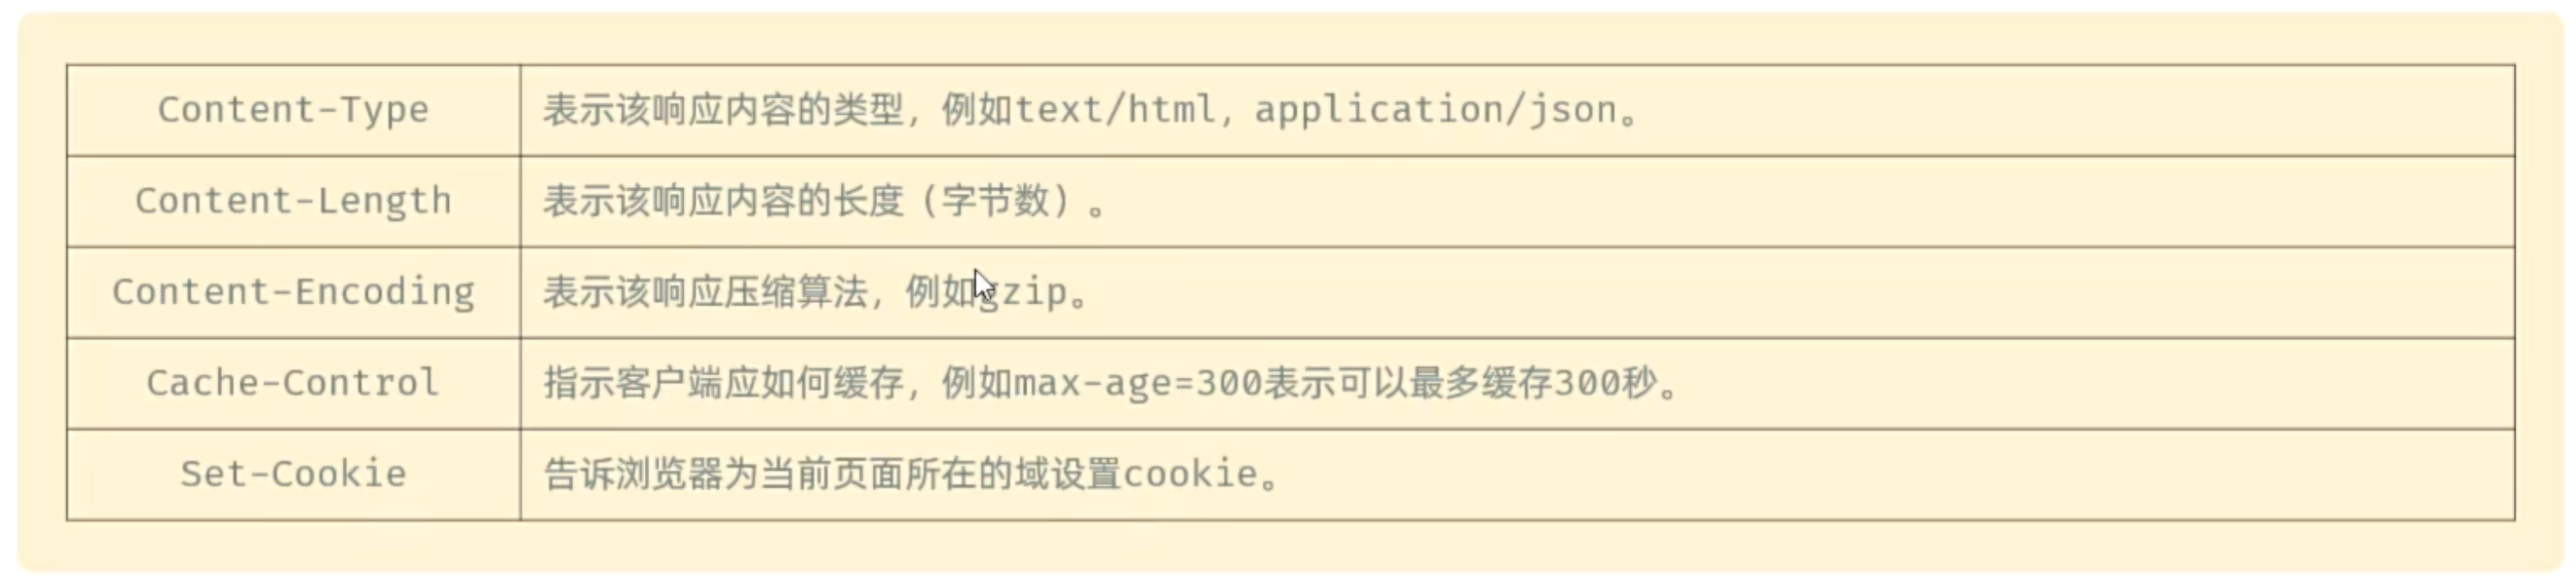 Content-Type 表示该响应内容的类型，例如text/html，application/json。
Content-Length 表示该响应内容的长度（字节数）。
Content-Encoding 表示该响应压缩算法，例如gzip。
Cache-Control 指示客户端应如何缓存，例如max-age=300表示可以最多缓存300秒。
Set-Cookie 告诉浏览器为当前页面所在的域设置cookie。